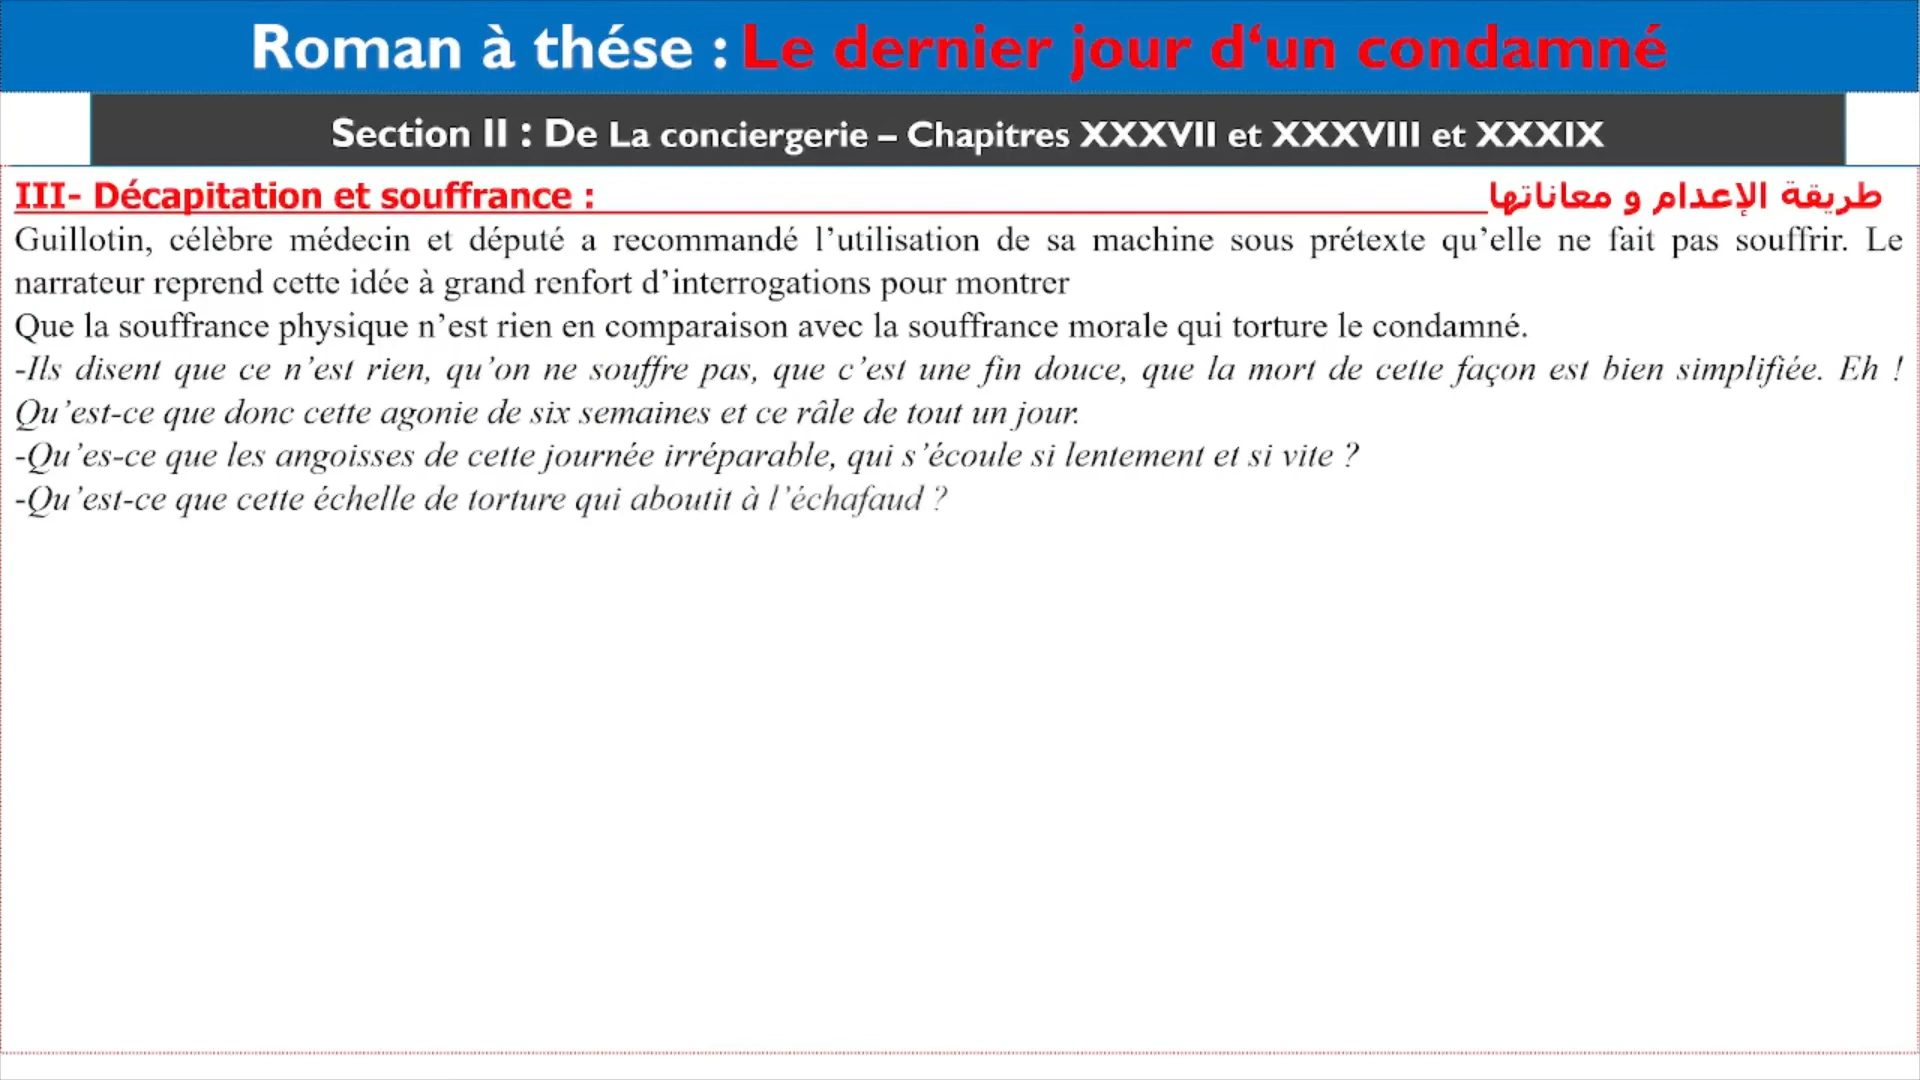 Roman à thése : Le dernier jour d‘un condamné
Section II : De La conciergerie – Chapitres XXXVII et XXXVIII et XXXIX
III- Décapitation et souffrance : طريقة الإعدام و معاناتها
Guillotin, célèbre médecin et député a recommandé l’utilisation de sa machine sous prétexte qu’elle ne fait pas souffrir. Le
narrateur reprend cette idée à grand renfort d’interrogations pour montrer
Que la souffrance physique n’est rien en comparaison avec la souffrance morale qui torture le condamné.
-Ils disent que ce n’est rien, qu’on ne souffre pas, que c’est une fin douce, que la mort de cette façon est bien simplifiée. Eh !
Qu’est-ce que donc cette agonie de six semaines et ce râle de tout un jour.
-Qu’es-ce que les angoisses de cette journée irréparable, qui s’écoule si lentement et si vite ?
-Qu’est-ce que cette échelle de torture qui aboutit à l’échafaud ?